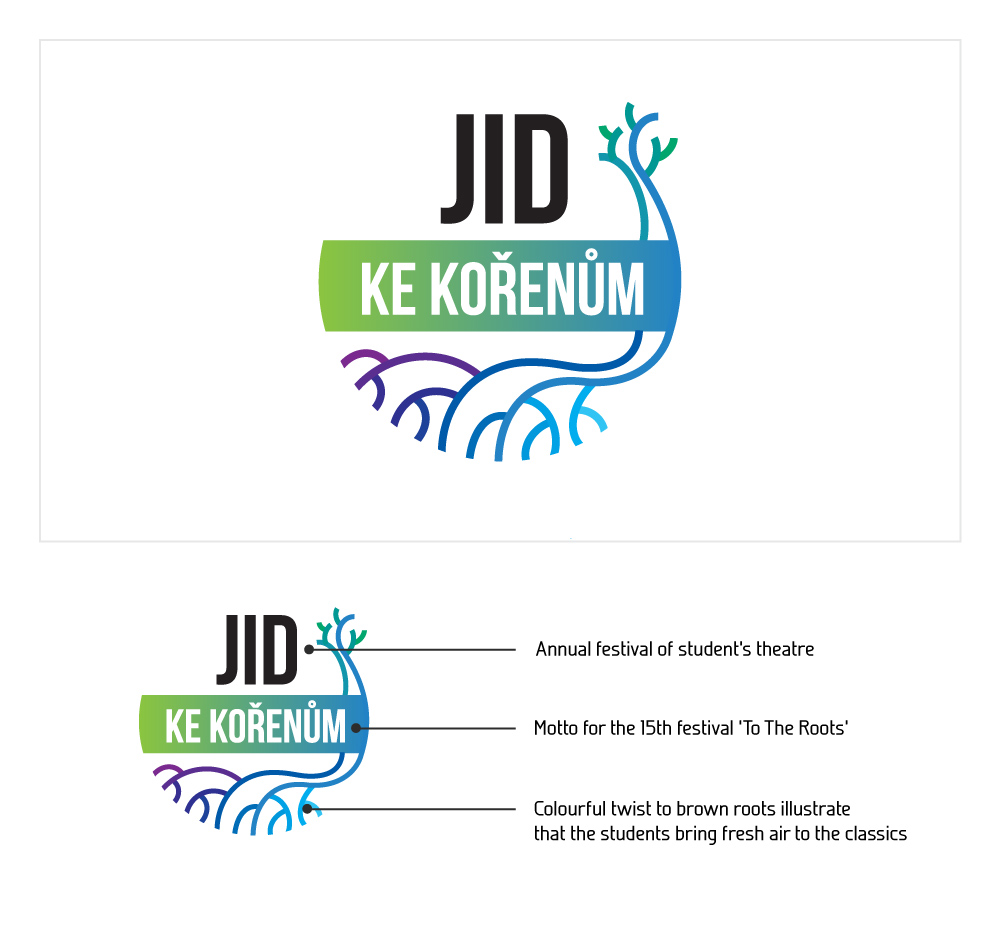 JID
KE KOŘENŮM
JID
KE KOŘENŮM
Annual festival of student's theatre
Motto for the 15th festival 'To The Roots'
Colourful twist to brown roots illustrate
that the students bring fresh air to the classics